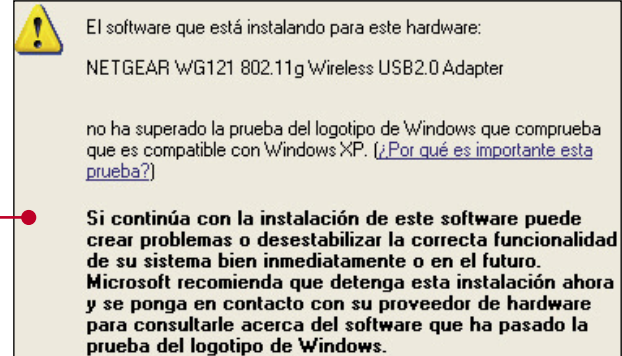 El software que está instalando para este hardware:
NETGEAR WG121 802.11g Wireless USB2.0 Adapter
no ha superado la prueba del logotipo de Windows que comprueba
que es compatible con Windows XP. (¿Por qué es importante esta
prueba?)
Si continúa con la instalación de este software puede
crear problemas o desestabilizar la correcta funcionalidad
de su sistema bien inmediatamente o en el futuro.
Microsoft recomienda que detenga esta instalación ahora
y se ponga en contacto con su proveedor de hardware
para consultarle acerca del software que ha pasado la
prueba del logotipo de Windows.